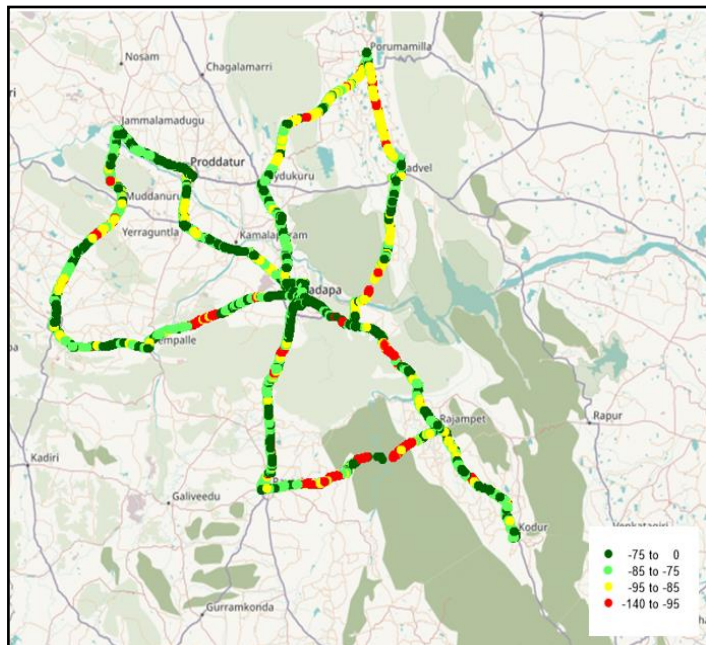 Porumamilla
Nosam
Chagalamarri
Jammalamadugu
Proddatur
Muddanuru
Yerraguntla
Kamalapuram
Rapur
Rajampet
Kadiri
Galiveedu
Kodur
Gurramkonda
-75 to 0
-85 to -75
-95 to -85
-140 to -95